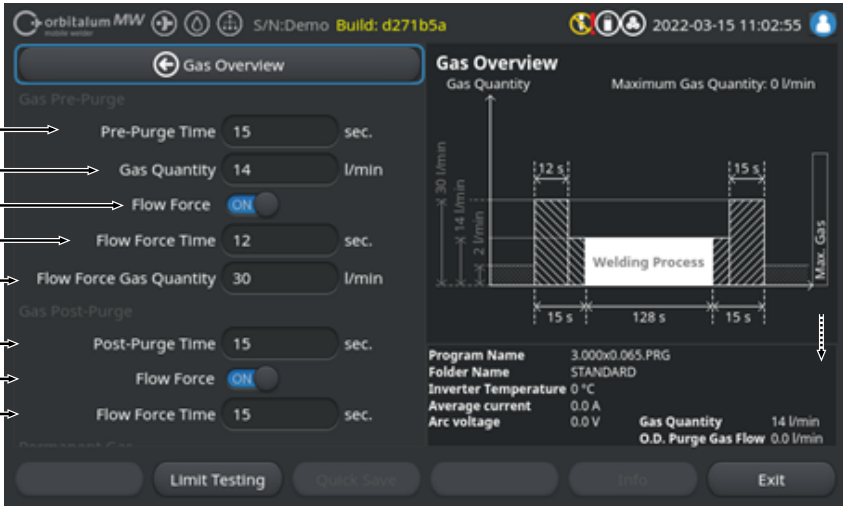 orbitalum MW S/N:Demo Build: d271b5a 2022-03-15 11:02:55
mobile welder
Gas Overview
Gas Pre-Purge
Pre-Purge Time 15 sec.
Gas Quantity 14 l/min
Flow Force ON
Flow Force Time 12 sec.
Flow Force Gas Quantity 30 l/min
Gas Post-Purge
Post-Purge Time 15 sec.
Flow Force ON
Flow Force Time 15 sec.
Permanent Gas
Gas Overview
Gas Quantity Maximum Gas Quantity: 0 l/min
30 l/min
14 l/min
2 l/min
12 s 15 s
Welding Process
Max. Gas
15 s 128 s 15 s
Program Name 3.000x0.065.PRG
Folder Name STANDARD
Inverter Temperature 0 °C
Average current 0.0 A
Arc voltage 0.0 V Gas Quantity 14 l/min
O.D. Purge Gas Flow 0.0 l/min
Limit Testing Quick Save Info Exit